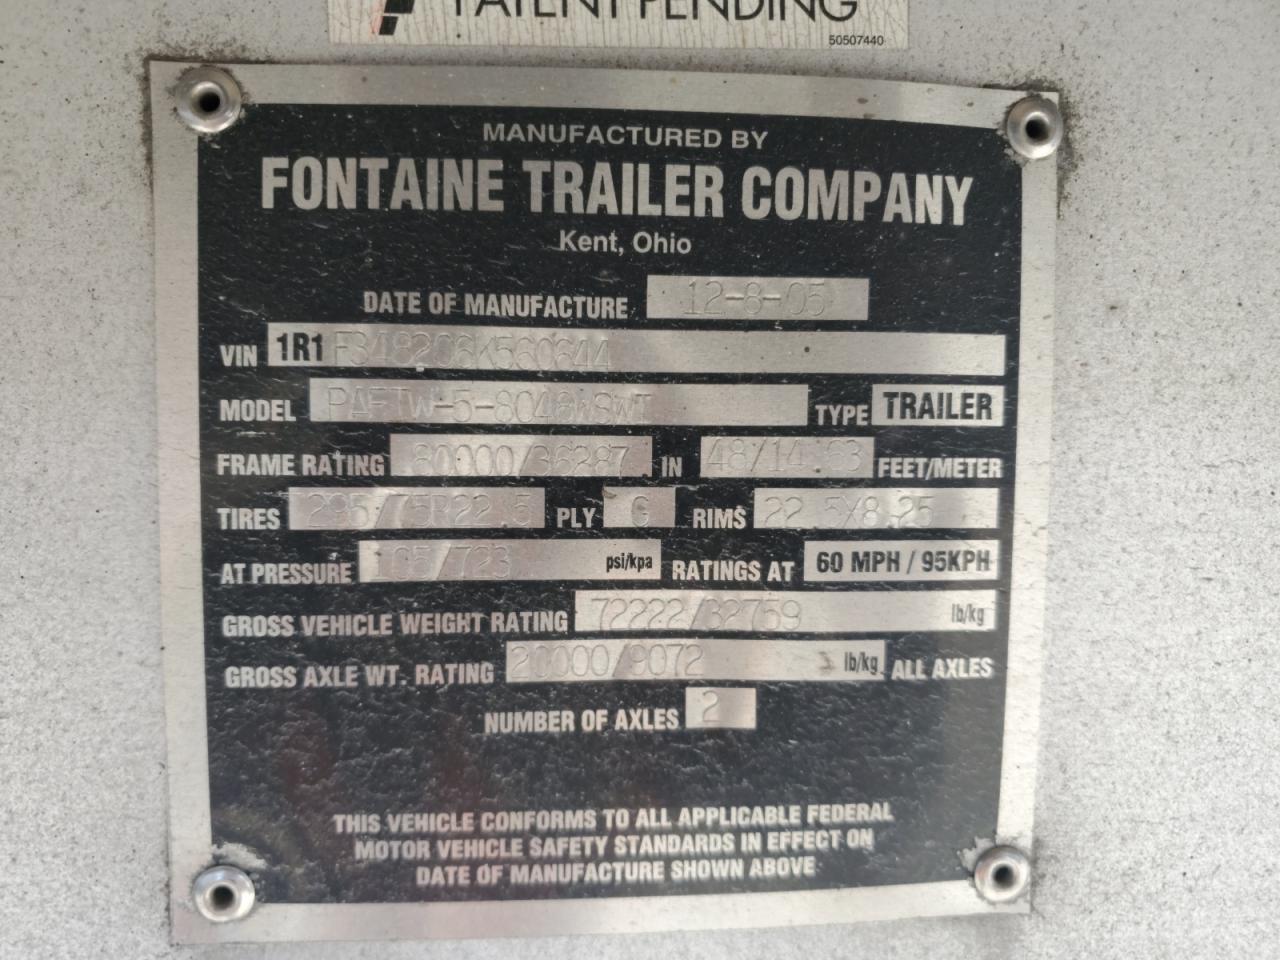 PATENT PENDING
50507440
MANUFACTURED BY
FONTAINE TRAILER COMPANY
Kent, Ohio
DATE OF MANUFACTURE 12-8-05
VIN 1R1 F348206K560644
MODEL PAFTW-5-8048WSWT TYPE TRAILER
FRAME RATING 80000/36287 IN 48/14.63 FEET/METER
TIRES 295/75R22.5 PLY G RIMS 22.5X8.25
AT PRESSURE 105/723 psi/kpa RATINGS AT 60 MPH / 95KPH
GROSS VEHICLE WEIGHT RATING 72222/32759 lb/kg
GROSS AXLE WT. RATING 20000/9072 lb/kg ALL AXLES
NUMBER OF AXLES 2
THIS VEHICLE CONFORMS TO ALL APPLICABLE FEDERAL
MOTOR VEHICLE SAFETY STANDARDS IN EFFECT ON
DATE OF MANUFACTURE SHOWN ABOVE